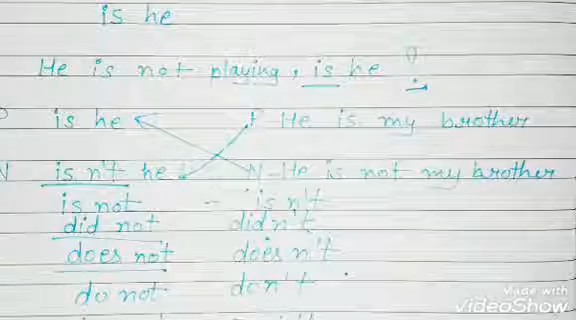 is he
He is not playing, is he ?
P is he P He is my brother
N is n't he N- He is not my brother
is not - is n't
did not didn't
does not does n't
do not don't
Made with
VideoShow